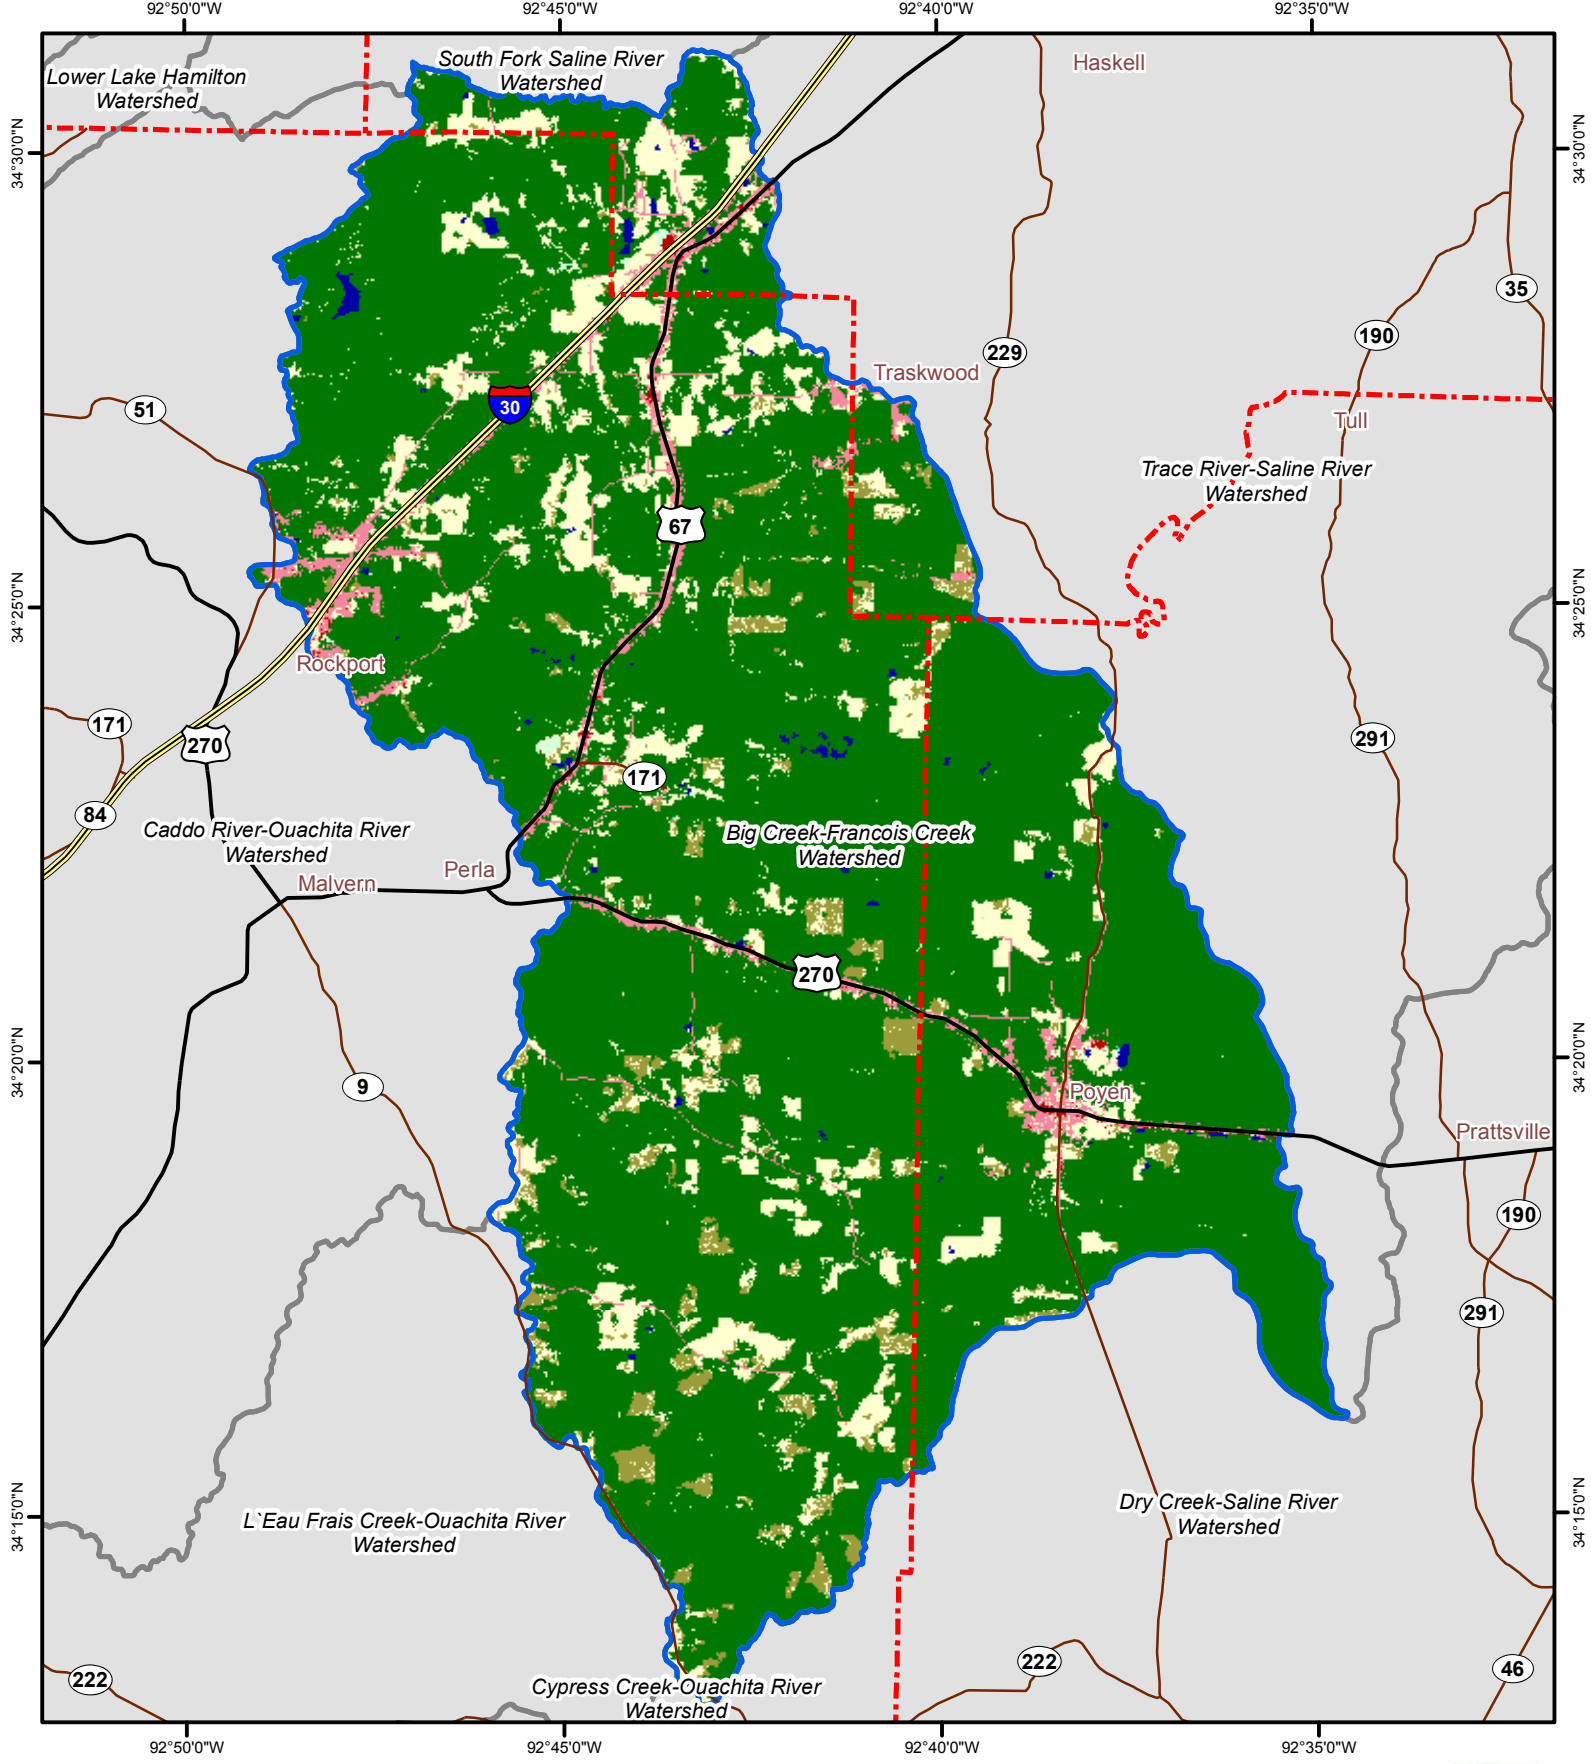 92°50'0"W
92°45'0"W
92°40'0"W
92°35'0"W
Haskell
South Fork Saline River
Watershed
Lower Lake Hamilton
Watershed
34°30'0"N
34°30'0"N
35
190
229
Traskwood
30
51
Tull
Trace River-Saline River
Watershed
67
34°25'0"N
34°25'0"N
Rockport
171
270
291
171
84
Caddo River-Ouachita River
Watershed
Big Creek-Francois Creek
Watershed
Perla
Malvern
270
34°20'0"N
34°20'0"N
9
Poyen
Prattsville
190
291
34°15'0"N
34°15'0"N
Dry Creek-Saline River
Watershed
L`Eau Frais Creek-Ouachita River
Watershed
222
222
46
Cypress Creek-Ouachita River
Watershed
92°50'0"W
92°45'0"W
92°40'0"W
92°35'0"W